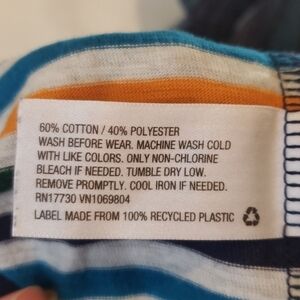 60% COTTON / 40% POLYESTER
WASH BEFORE WEAR. MACHINE WASH COLD
WITH LIKE COLORS. ONLY NON-CHLORINE
BLEACH IF NEEDED. TUMBLE DRY LOW.
REMOVE PROMPTLY. COOL IRON IF NEEDED.
RN17730 VN1069804
LABEL MADE FROM 100% RECYCLED PLASTIC